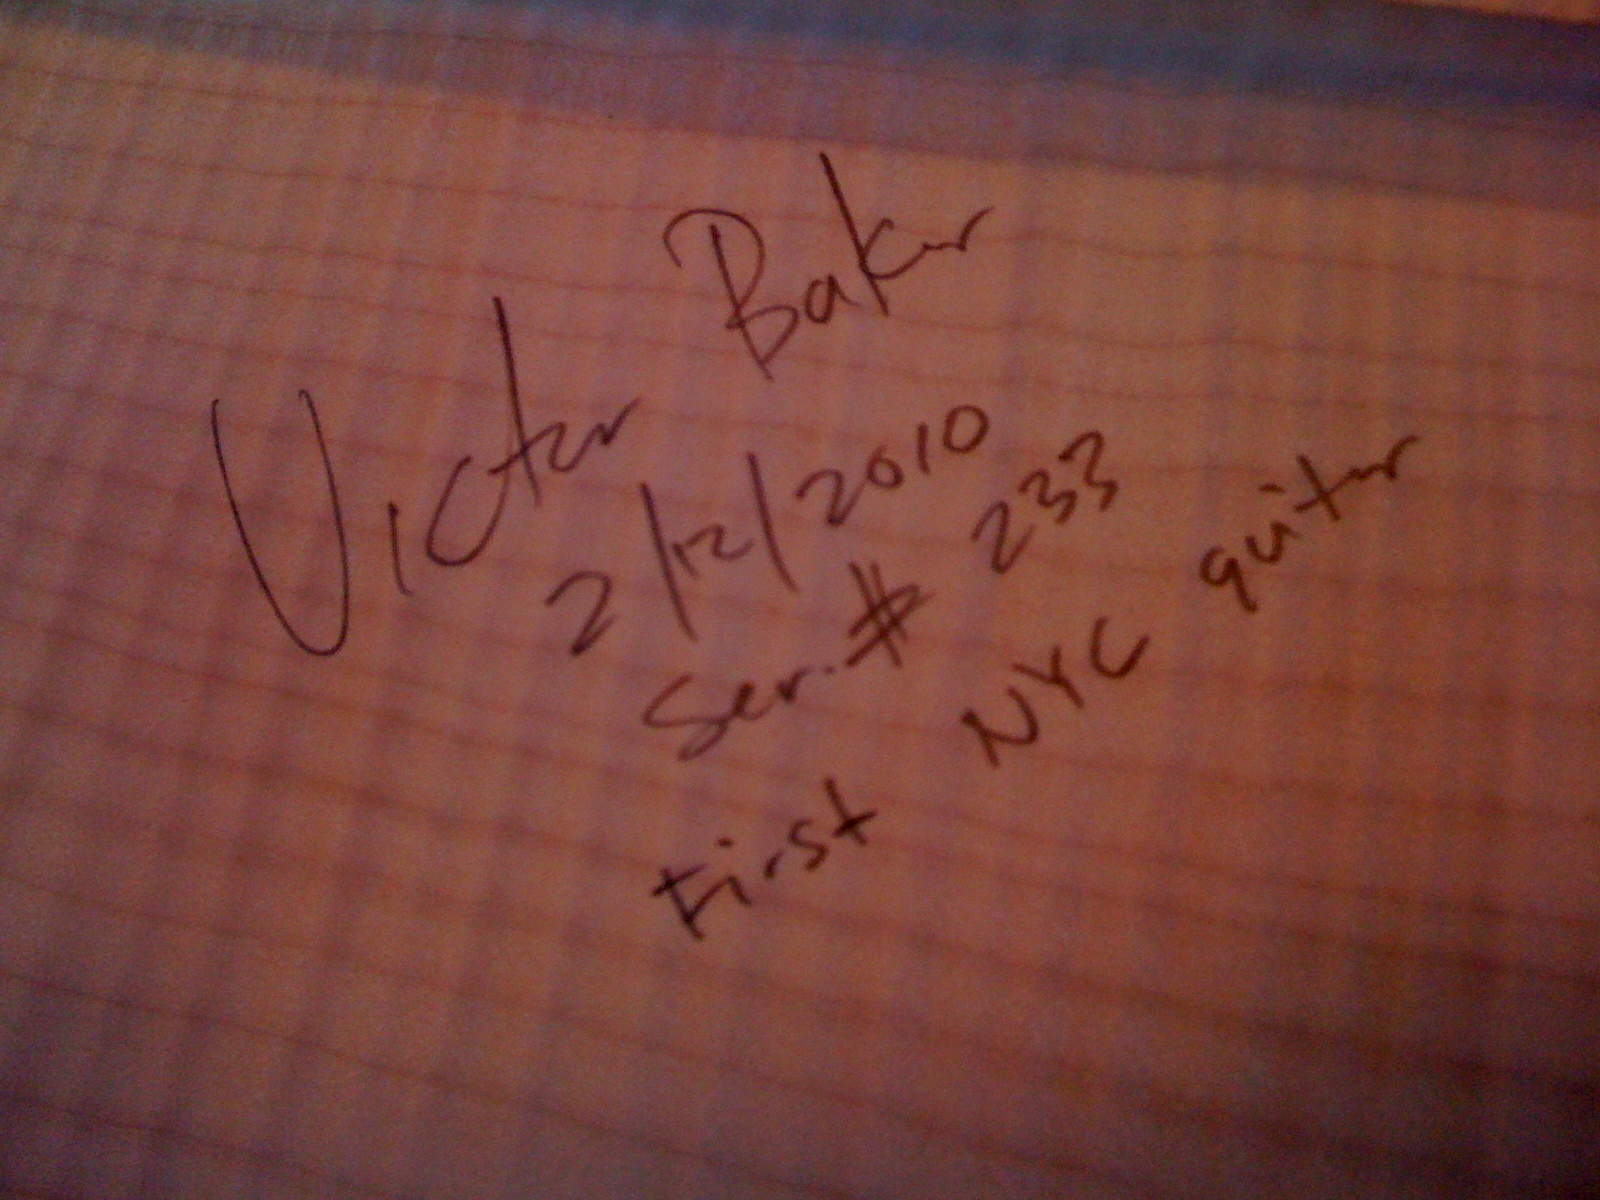 Victor Baker
2/12/2010
Ser. # 233
First NYC guitar